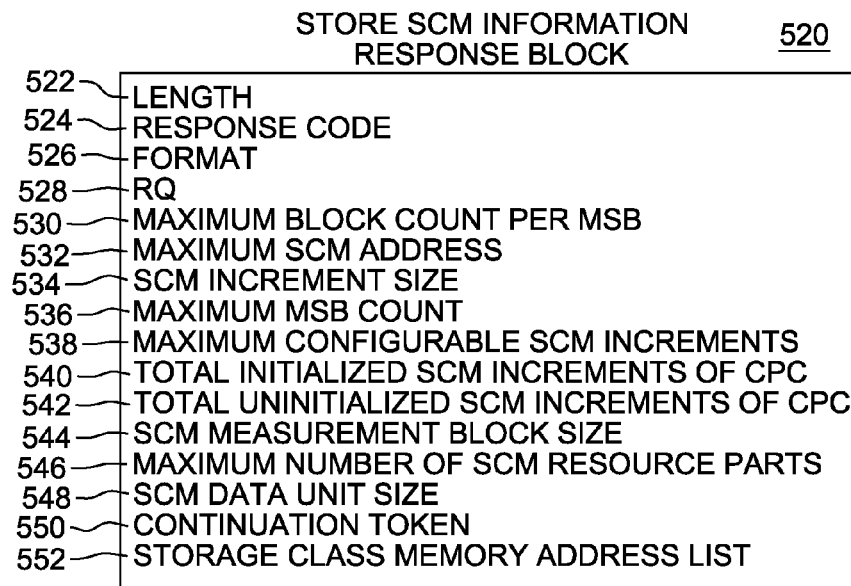 STORE SCM INFORMATION
RESPONSE BLOCK
520
522 LENGTH
524 RESPONSE CODE
526 FORMAT
528 RQ
530 MAXIMUM BLOCK COUNT PER MSB
532 MAXIMUM SCM ADDRESS
534 SCM INCREMENT SIZE
536 MAXIMUM MSB COUNT
538 MAXIMUM CONFIGURABLE SCM INCREMENTS
540 TOTAL INITIALIZED SCM INCREMENTS OF CPC
542 TOTAL UNINITIALIZED SCM INCREMENTS OF CPC
544 SCM MEASUREMENT BLOCK SIZE
546 MAXIMUM NUMBER OF SCM RESOURCE PARTS
548 SCM DATA UNIT SIZE
550 CONTINUATION TOKEN
552 STORAGE CLASS MEMORY ADDRESS LIST